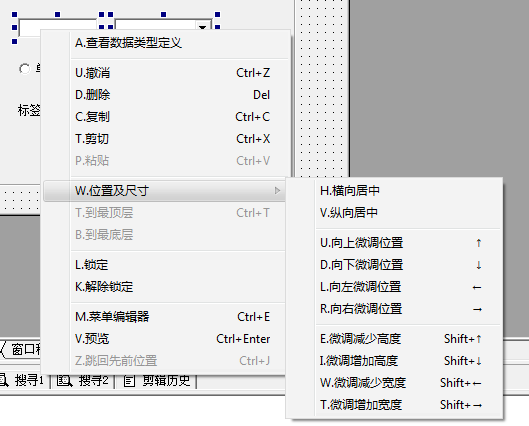 A.查看数据类型定义
U.撤消 Ctrl+Z
D.删除 Del
C.复制 Ctrl+C
T.剪切 Ctrl+X
P.粘贴 Ctrl+V
W.位置及尺寸
T.到最顶层 Ctrl+T
B.到最底层
L.锁定
K.解除锁定
M.菜单编辑器 Ctrl+E
V.预览 Ctrl+Enter
Z.跳回先前位置 Ctrl+J
H.横向居中
V.纵向居中
U.向上微调位置 ↑
D.向下微调位置 ↓
L.向左微调位置 ←
R.向右微调位置 →
E.微调减少高度 Shift+↑
I.微调增加高度 Shift+↓
W.微调减少宽度 Shift+←
T.微调增加宽度 Shift+→
标签
窗口
搜寻1 搜寻2 剪辑历史